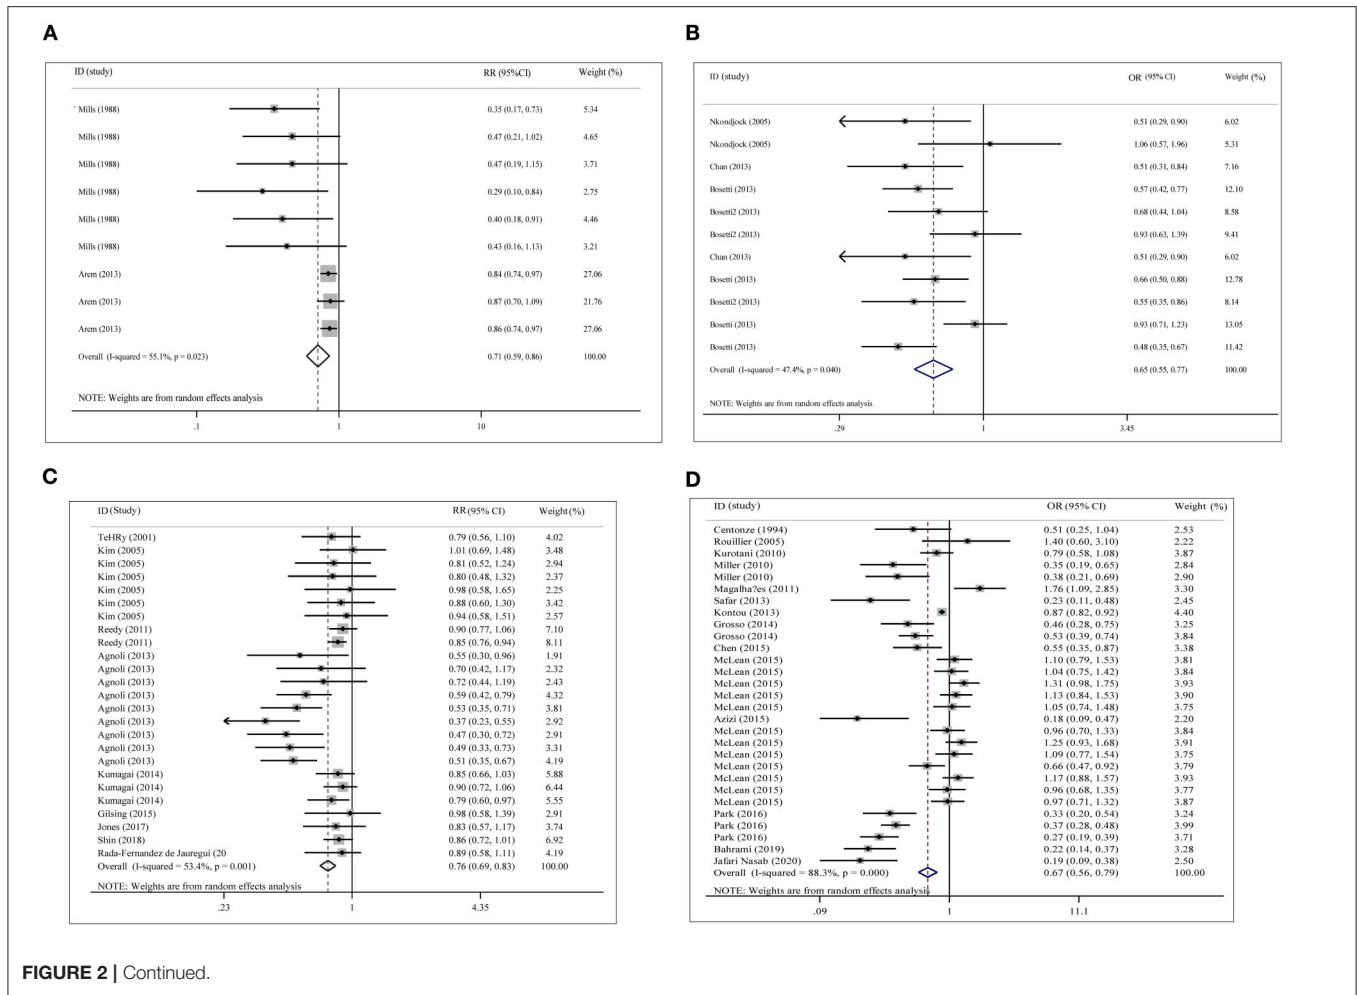 A
ID (study) RR (95%CI) Weight (%)
Mills (1988) 0.35 (0.17, 0.73) 5.34
Mills (1988) 0.47 (0.21, 1.02) 4.65
Mills (1988) 0.47 (0.19, 1.15) 3.71
Mills (1988) 0.29 (0.10, 0.84) 2.75
Mills (1988) 0.40 (0.18, 0.91) 4.46
Mills (1988) 0.43 (0.16, 1.13) 3.21
Arem (2013) 0.84 (0.74, 0.97) 27.06
Arem (2013) 0.87 (0.70, 1.09) 21.76
Arem (2013) 0.86 (0.74, 0.97) 27.06
Overall (I-squared = 55.1%, p = 0.023) 0.71 (0.59, 0.86) 100.00
NOTE: Weights are from random effects analysis
.1 1 10
B
ID (study) OR (95% CI) Weight (%)
Nkondjock (2005) 0.51 (0.29, 0.90) 6.02
Nkondjock (2005) 1.06 (0.57, 1.96) 5.31
Chan (2013) 0.51 (0.31, 0.84) 7.16
Bosetti (2013) 0.57 (0.42, 0.77) 12.10
Bosetti2 (2013) 0.68 (0.44, 1.04) 8.58
Bosetti2 (2013) 0.93 (0.63, 1.39) 9.41
Chan (2013) 0.51 (0.29, 0.90) 6.02
Bosetti (2013) 0.66 (0.50, 0.88) 12.78
Bosetti2 (2013) 0.55 (0.35, 0.86) 8.14
Bosetti (2013) 0.93 (0.71, 1.23) 13.05
Bosetti (2013) 0.48 (0.35, 0.67) 11.42
Overall (I-squared = 47.4%, p = 0.040) 0.65 (0.55, 0.77) 100.00
NOTE: Weights are from random effects analysis
.29 1 3.45
C
ID (Study) RR (95% CI) Weight(%)
TeHRy (2001) 0.79 (0.56, 1.10) 4.02
Kim (2005) 1.01 (0.69, 1.48) 3.48
Kim (2005) 0.81 (0.52, 1.24) 2.94
Kim (2005) 0.80 (0.48, 1.32) 2.37
Kim (2005) 0.98 (0.58, 1.65) 2.25
Kim (2005) 0.88 (0.60, 1.30) 3.42
Kim (2005) 0.94 (0.58, 1.51) 2.57
Reedy (2011) 0.90 (0.77, 1.06) 7.10
Reedy (2011) 0.85 (0.76, 0.94) 8.11
Agnoli (2013) 0.55 (0.30, 0.96) 1.91
Agnoli (2013) 0.70 (0.42, 1.17) 2.32
Agnoli (2013) 0.72 (0.44, 1.19) 2.43
Agnoli (2013) 0.59 (0.42, 0.79) 4.32
Agnoli (2013) 0.53 (0.35, 0.71) 3.81
Agnoli (2013) 0.37 (0.23, 0.55) 2.92
Agnoli (2013) 0.47 (0.30, 0.72) 2.91
Agnoli (2013) 0.49 (0.33, 0.73) 3.31
Agnoli (2013) 0.51 (0.35, 0.67) 4.19
Kumagai (2014) 0.85 (0.66, 1.03) 5.88
Kumagai (2014) 0.90 (0.72, 1.06) 6.44
Kumagai (2014) 0.79 (0.60, 0.97) 5.55
Gilsing (2015) 0.98 (0.58, 1.39) 2.91
Jones (2017) 0.83 (0.57, 1.17) 3.74
Shin (2018) 0.86 (0.72, 1.01) 6.92
Rada-Fernandez de Jauregui (20 0.89 (0.58, 1.11) 4.19
Overall (I-squared = 53.4%, p = 0.001) 0.76 (0.69, 0.83) 100.00
NOTE: Weights are from random effects analysis
.23 1 4.35
D
ID (study) OR (95% CI) Weight (%)
Centonze (1994) 0.51 (0.25, 1.04) 2.53
Rouillier (2005) 1.40 (0.60, 3.10) 2.22
Kurotani (2010) 0.79 (0.58, 1.08) 3.87
Miller (2010) 0.35 (0.19, 0.65) 2.84
Miller (2010) 0.38 (0.21, 0.69) 2.90
Magalha?es (2011) 1.76 (1.09, 2.85) 3.30
Safar (2013) 0.23 (0.11, 0.48) 2.45
Kontou (2013) 0.87 (0.82, 0.92) 4.40
Grosso (2014) 0.46 (0.28, 0.75) 3.25
Grosso (2014) 0.53 (0.39, 0.74) 3.84
Chen (2015) 0.55 (0.35, 0.87) 3.38
McLean (2015) 1.10 (0.79, 1.53) 3.81
McLean (2015) 1.04 (0.75, 1.42) 3.84
McLean (2015) 1.31 (0.98, 1.75) 3.93
McLean (2015) 1.13 (0.84, 1.53) 3.90
McLean (2015) 1.05 (0.74, 1.48) 3.75
Azizi (2015) 0.18 (0.09, 0.47) 2.20
McLean (2015) 0.96 (0.70, 1.33) 3.84
McLean (2015) 1.25 (0.93, 1.68) 3.91
McLean (2015) 1.09 (0.77, 1.54) 3.75
McLean (2015) 0.66 (0.47, 0.92) 3.79
McLean (2015) 1.17 (0.88, 1.57) 3.93
McLean (2015) 0.96 (0.68, 1.35) 3.77
McLean (2015) 0.97 (0.71, 1.32) 3.87
Park (2016) 0.33 (0.20, 0.54) 3.24
Park (2016) 0.37 (0.28, 0.48) 3.99
Park (2016) 0.27 (0.19, 0.39) 3.71
Bahrami (2019) 0.22 (0.14, 0.37) 3.28
Jafari Nasab (2020) 0.19 (0.09, 0.38) 2.50
Overall (I-squared = 88.3%, p = 0.000) 0.67 (0.56, 0.79) 100.00
NOTE: Weights are from random effects analysis
.09 1 11.1
FIGURE 2 | Continued.